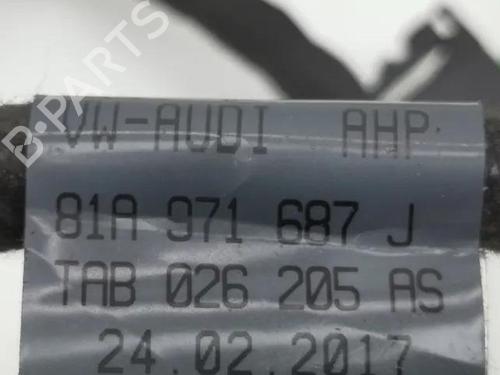 B-PARTS
VW-AUDI AHP
81A 971 687 J
TAB 026 205 AS
24.02.2017